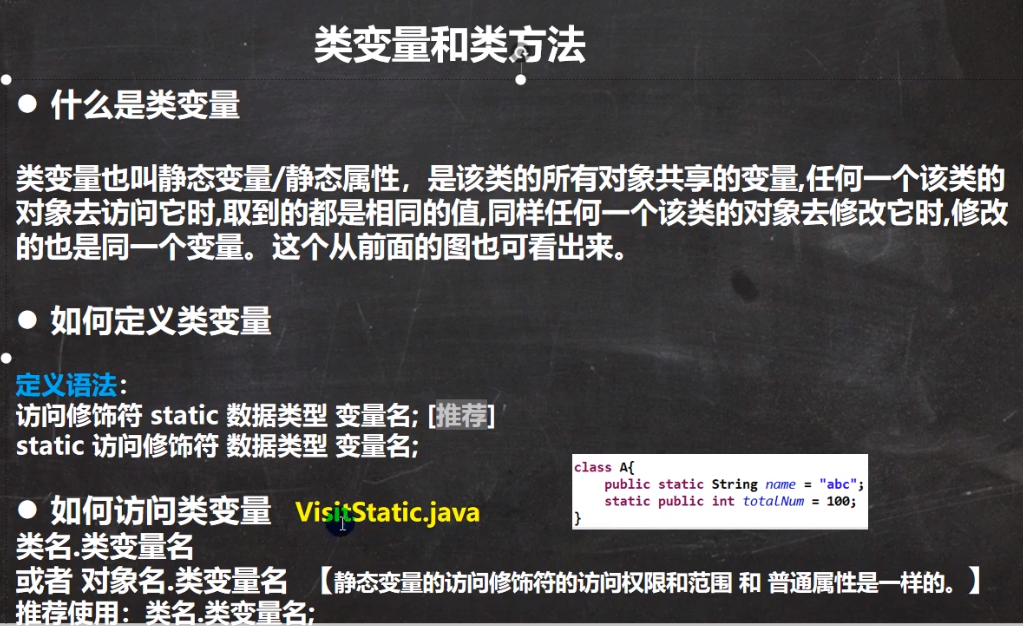 类变量和类方法
● 什么是类变量
类变量也叫静态变量/静态属性，是该类的所有对象共享的变量,任何一个该类的
对象去访问它时,取到的都是相同的值,同样任何一个该类的对象去修改它时,修改
的也是同一个变量。这个从前面的图也可看出来。
● 如何定义类变量
定义语法：
访问修饰符 static 数据类型 变量名; [推荐]
static 访问修饰符 数据类型 变量名;
class A{
public static String name = "abc";
static public int totalNum = 100;
}
● 如何访问类变量 VisitStatic.java
类名.类变量名
或者 对象名.类变量名 【静态变量的访问修饰符的访问权限和范围 和 普通属性是一样的。】
推荐使用：类名.类变量名;